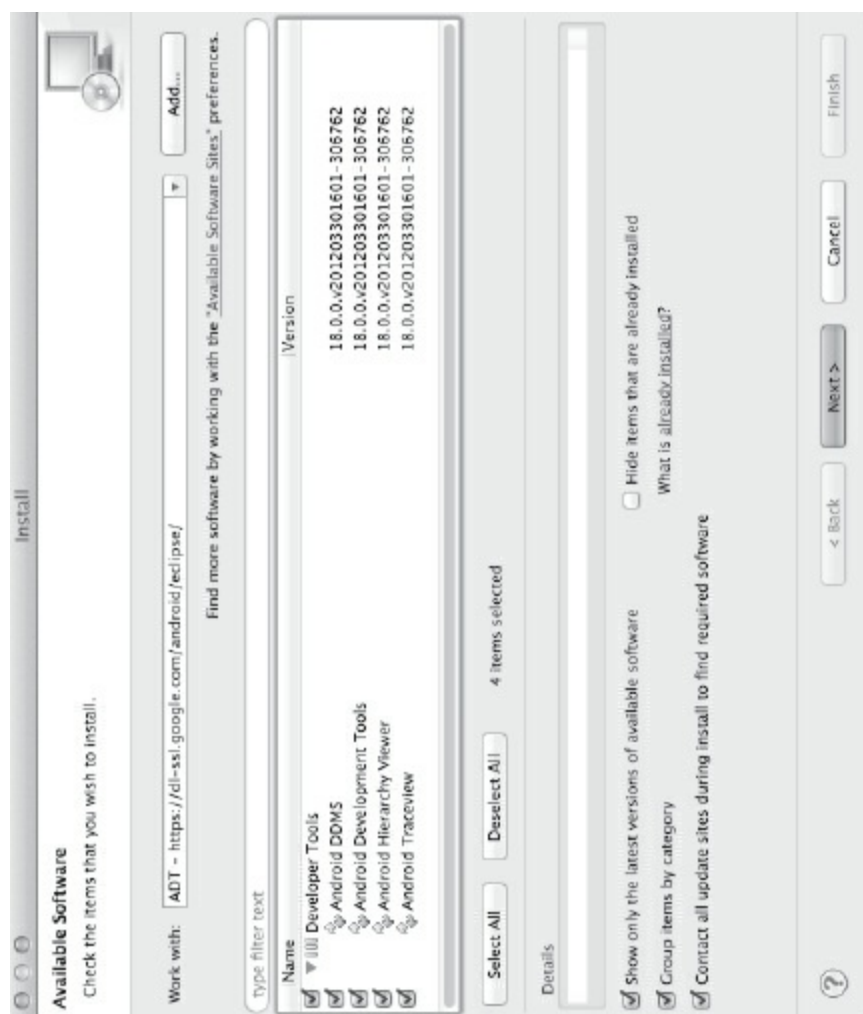 Install
Available Software
Check the items that you wish to install.
Work with: ADT - https://dl-ssl.google.com/android/eclipse/ Add...
Find more software by working with the "Available Software Sites" preferences.
type filter text
Name Version
Developer Tools
Android DDMS 18.0.0.v201203301601-306762
Android Development Tools 18.0.0.v201203301601-306762
Android Hierarchy Viewer 18.0.0.v201203301601-306762
Android Traceview 18.0.0.v201203301601-306762
Select All Deselect All 4 items selected
Details
Show only the latest versions of available software Hide items that are already installed
Group items by category What is already installed?
Contact all update sites during install to find required software
? < Back Next > Cancel Finish